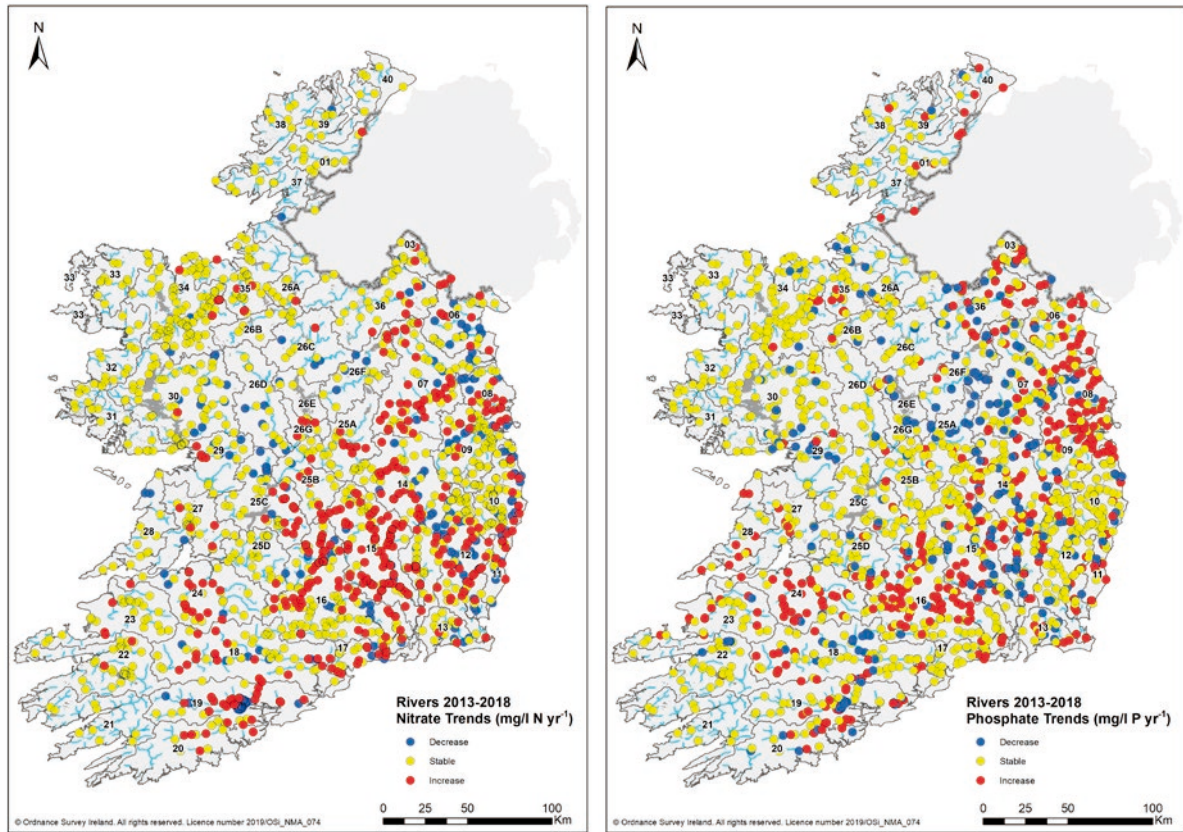 N
40
38
39
01
37
03
33
33
34
35
26A
36
06
33
26B
26C
32
26D
26F
07
30
26E
08
31
26G
25A
29
09
25B
14
10
25C
27
28
25D
15
12
11
16
24
23
13
22
18
17
19
21
20
Rivers 2013-2018
Nitrate Trends (mg/l N yr-1)
Decrease
Stable
Increase
0 25 50 100
Km
© Ordnance Survey Ireland. All rights reserved. Licence number 2019/OSi_NMA_074
N
40
38
39
01
37
03
33
33
34
35
26A
36
06
33
26B
26C
32
26D
26F
07
30
26E
08
31
26G
25A
29
09
25B
14
10
25C
27
28
25D
15
12
11
16
24
23
13
22
18
17
19
21
20
Rivers 2013-2018
Phosphate Trends (mg/l P yr-1)
Decrease
Stable
Increase
0 25 50 100
Km
© Ordnance Survey Ireland. All rights reserved. Licence number 2019/OSi_NMA_074